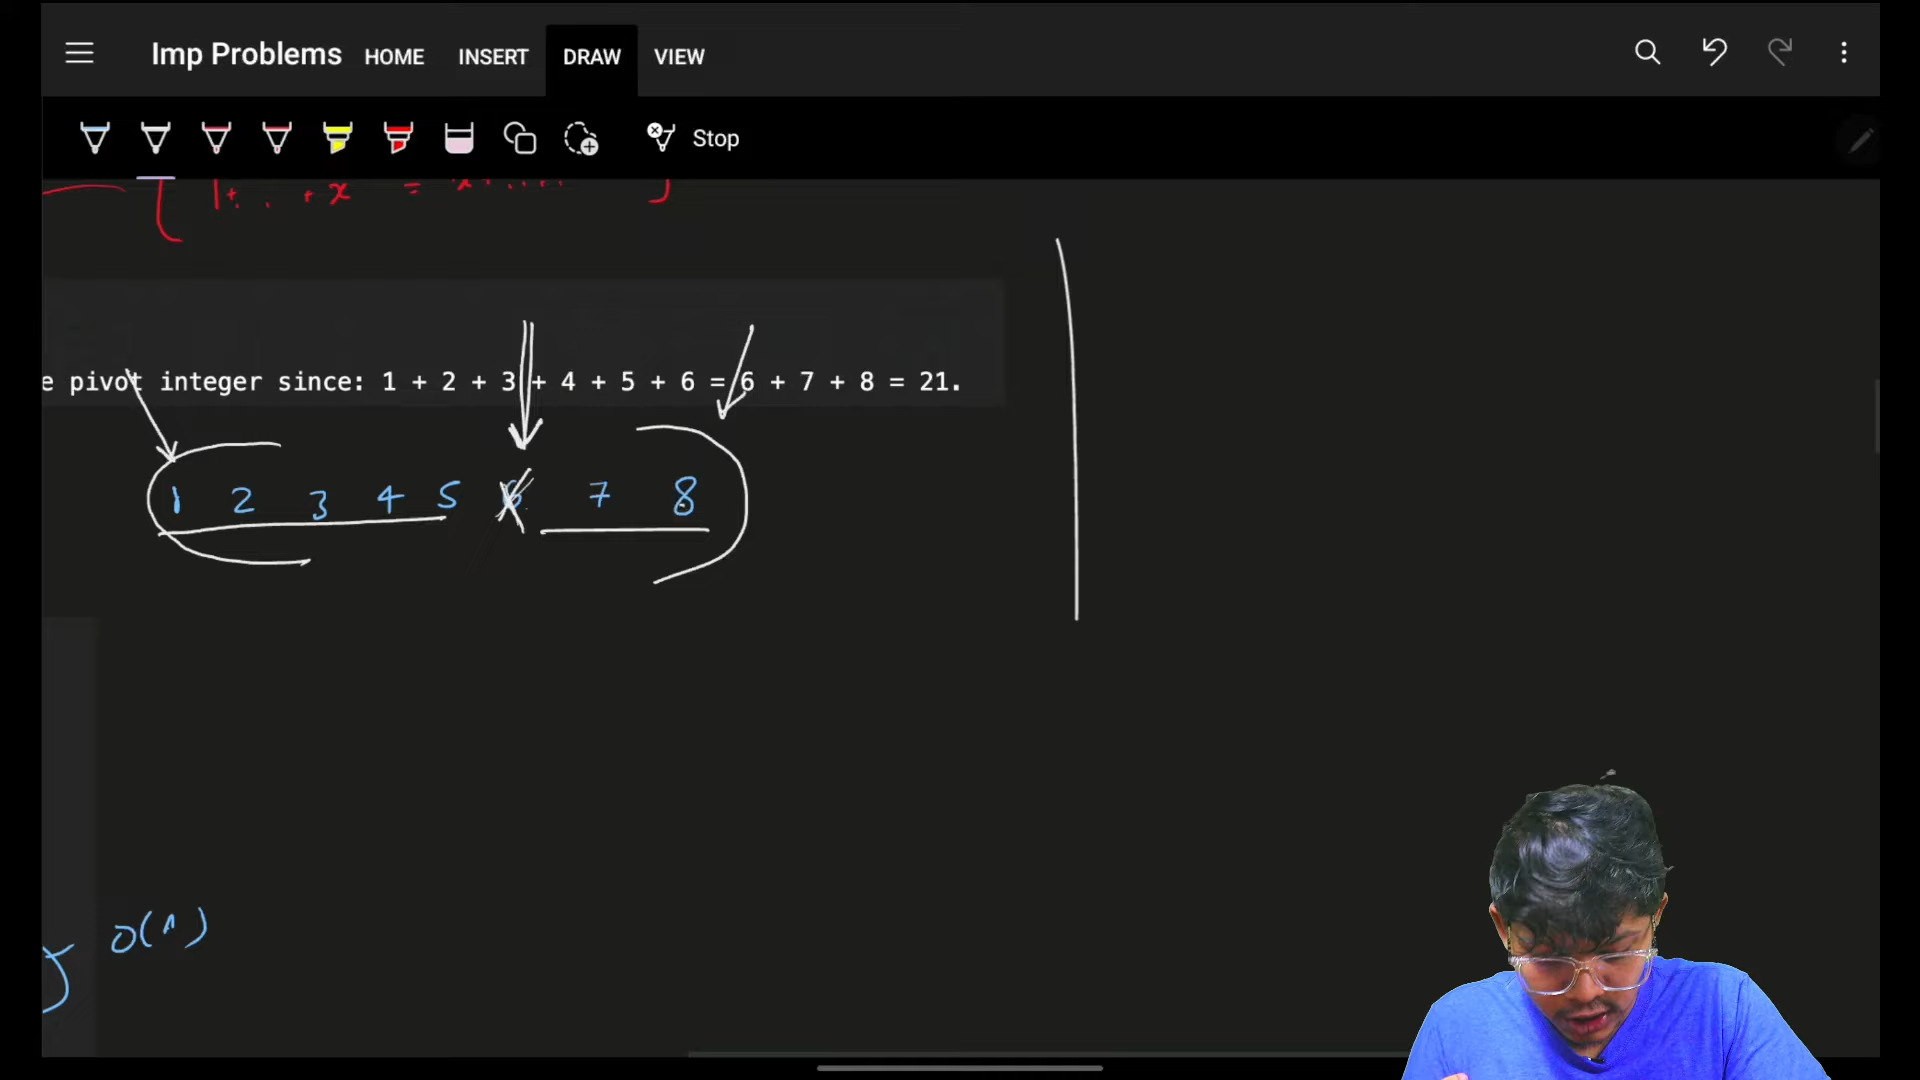 Imp Problems HOME INSERT DRAW VIEW
Stop
+ x =
e pivot integer since: 1 + 2 + 3 + 4 + 5 + 6 = 6 + 7 + 8 = 21.
1 2 3 4 5 6 7 8
O(n)